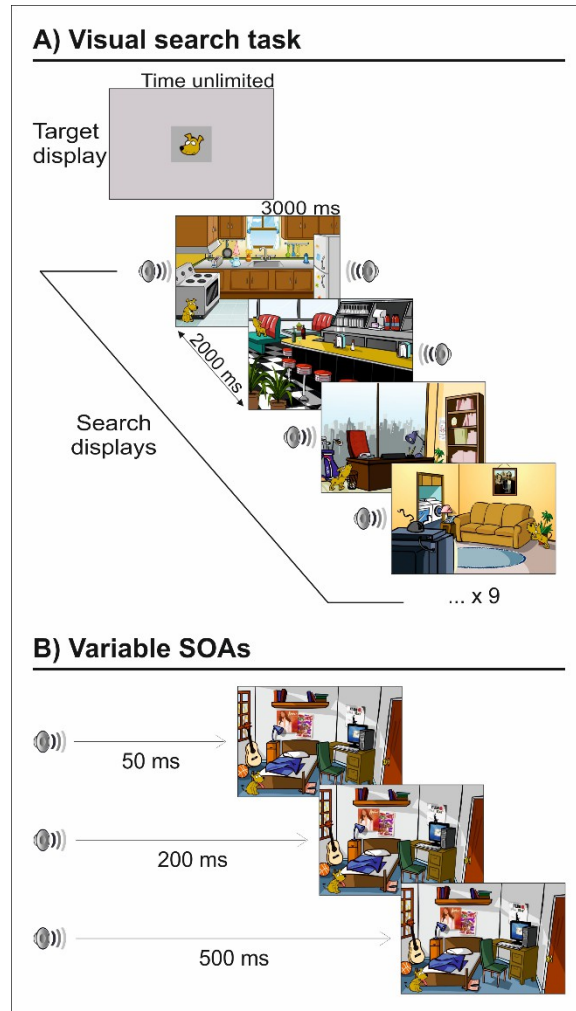 A) Visual search task
Time unlimited
Target
display
3000 ms
2000 ms
Search
displays
... x 9
B) Variable SOAs
50 ms
200 ms
500 ms